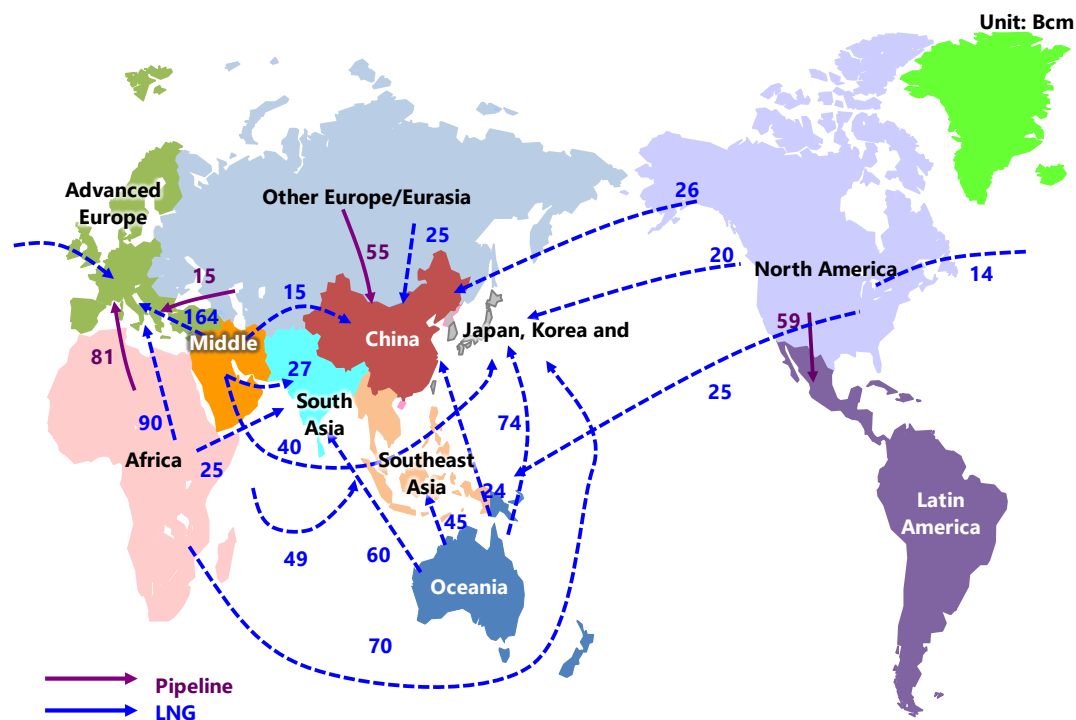 Unit: Bcm
Advanced
Europe
Other Europe/Eurasia
26
25
55
20
15
North America
14
15
164
Middle
China
Japan, Korea and
59
81
27
25
South
Asia
90
74
40
Africa
25
Southeast
Asia
24
Latin
America
45
49
60
Oceania
70
Pipeline
LNG